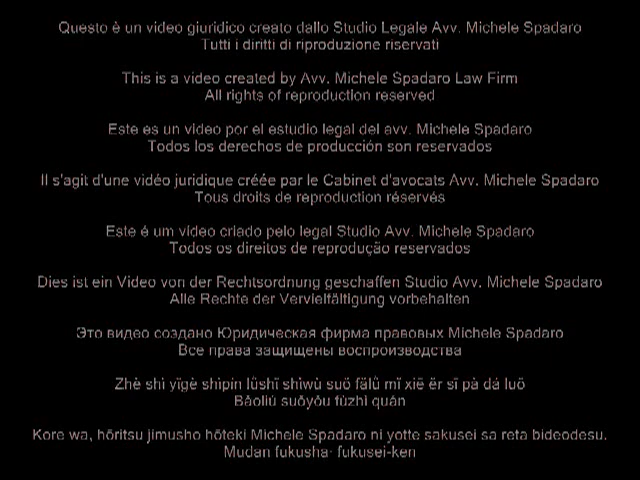 Questo è un video giuridico creato dallo Studio Legale Avv. Michele Spadaro
Tutti i diritti di riproduzione riservati
This is a video created by Avv. Michele Spadaro Law Firm
All rights of reproduction reserved
Este es un video por el estudio legal del avv. Michele Spadaro
Todos los derechos de producción son reservados
Il s'agit d'une vidéo juridique créée par le Cabinet d'avocats Avv. Michele Spadaro
Tous droits de reproduction réservés
Este é um vídeo criado pelo legal Studio Avv. Michele Spadaro
Todos os direitos de reprodução reservados
Dies ist ein Video von der Rechtsordnung geschaffen Studio Avv. Michele Spadaro
Alle Rechte der Vervielfältigung vorbehalten
Это видео создано Юридическая фирма правовых Michele Spadaro
Все права защищены воспроизводства
Zhè shì yīgè shìpín lǜshī shìwù suǒ fǎlǜ mǐ xiē ěr sī pà dá luō
Bǎoliú suǒyǒu fùzhì quán
Kore wa, hōritsu jimusho hōteki Michele Spadaro ni yotte sakusei sa reta bideodesu.
Mudan fukusha· fukusei-ken